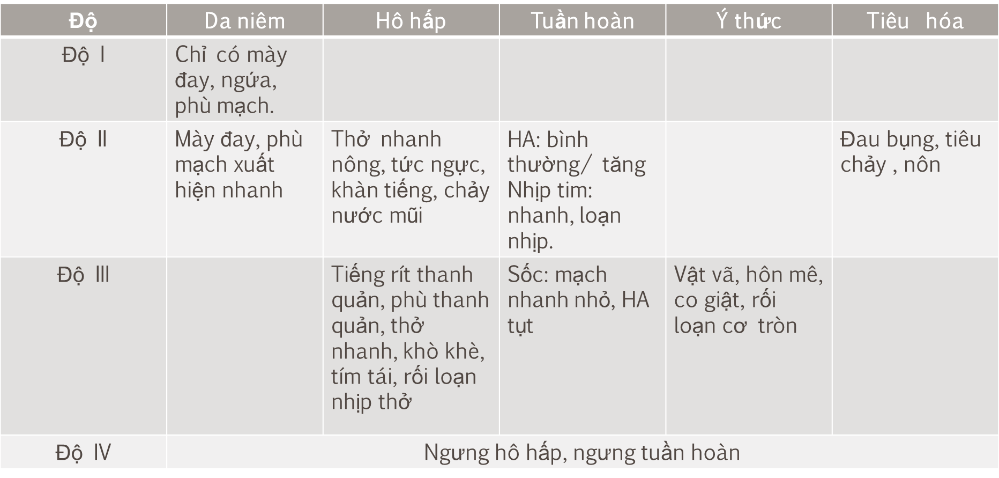 Độ Da niêm Hô hấp Tuần hoàn Ý thức Tiêu hóa
Độ I
Chỉ có mày
đay, ngứa,
phù mạch.
Độ II
Mày đay, phù
mạch xuất
hiện nhanh
Thở nhanh
nông, tức ngực,
khàn tiếng, chảy
nước mũi
HA: bình
thường/ tăng
Nhịp tim:
nhanh, loạn
nhịp.
Đau bụng, tiêu
chảy , nôn
Độ III
Tiếng rít thanh
quản, phù thanh
quản, thở
nhanh, khò khè,
tím tái, rối loạn
nhịp thở
Sốc: mạch
nhanh nhỏ, HA
tụt
Vật vã, hôn mê,
co giật, rối
loạn cơ tròn
Độ IV
Ngưng hô hấp, ngưng tuần hoàn